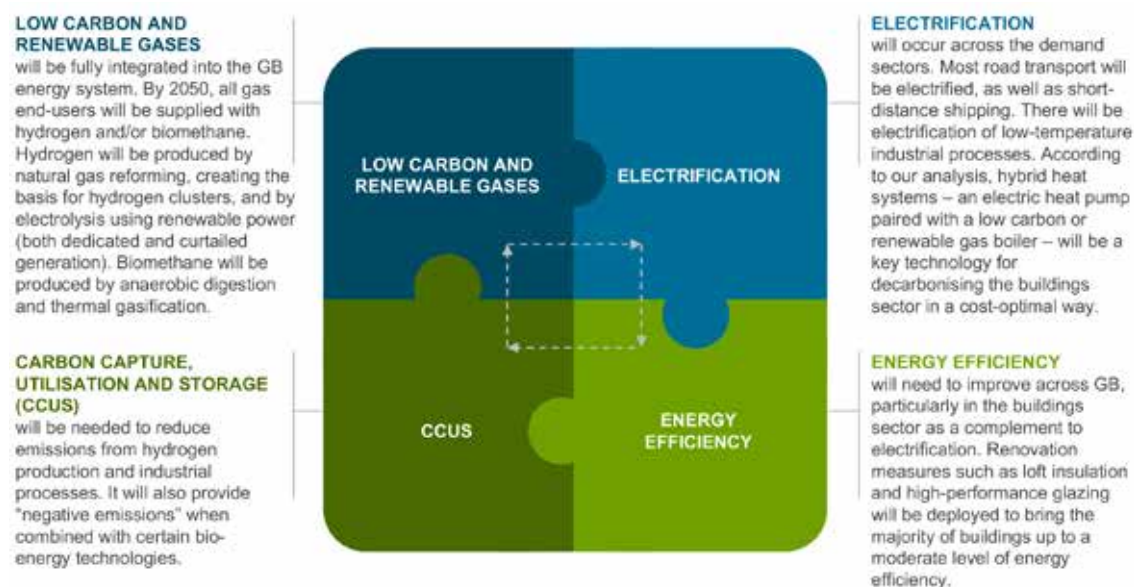 LOW CARBON AND
RENEWABLE GASES
will be fully integrated into the GB
energy system. By 2050, all gas
end-users will be supplied with
hydrogen and/or biomethane.
Hydrogen will be produced by
natural gas reforming, creating the
basis for hydrogen clusters, and by
electrolysis using renewable power
(both dedicated and curtailed
generation). Biomethane will be
produced by anaerobic digestion
and thermal gasification.
CARBON CAPTURE,
UTILISATION AND STORAGE
(CCUS)
will be needed to reduce
emissions from hydrogen
production and industrial
processes. It will also provide
“negative emissions” when
combined with certain bio-
energy technologies.
LOW CARBON AND
RENEWABLE GASES
ELECTRIFICATION
CCUS
ENERGY
EFFICIENCY
ELECTRIFICATION
will occur across the demand
sectors. Most road transport will
be electrified, as well as short-
distance shipping. There will be
electrification of low-temperature
industrial processes. According
to our analysis, hybrid heat
systems – an electric heat pump
paired with a low carbon or
renewable gas boiler – will be a
key technology for
decarbonising the buildings
sector in a cost-optimal way.
ENERGY EFFICIENCY
will need to improve across GB,
particularly in the buildings
sector as a complement to
electrification. Renovation
measures such as loft insulation
and high-performance glazing
will be deployed to bring the
majority of buildings up to a
moderate level of energy
efficiency.